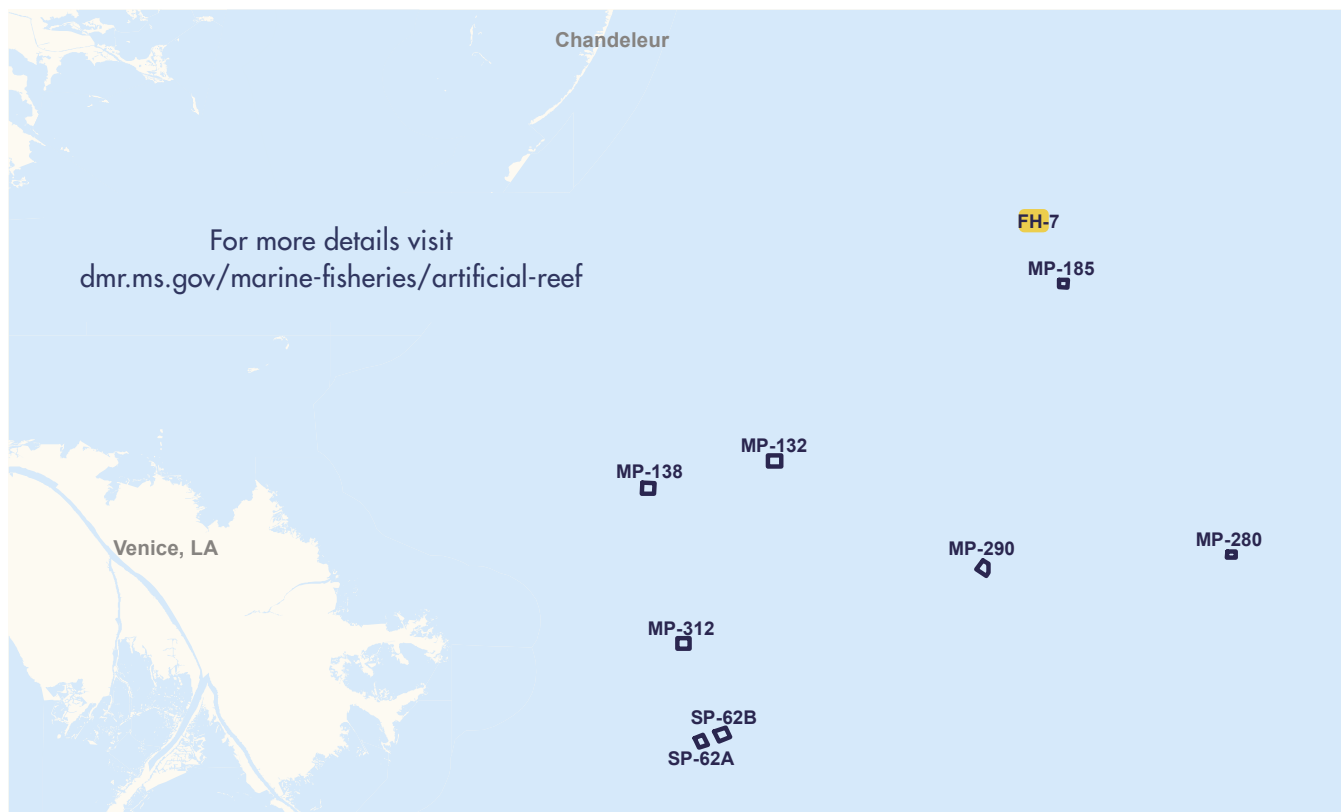 Chandeleur
FH-7
For more details visit
dmr.ms.gov/marine-fisheries/artificial-reef
MP-185
MP-132
MP-138
Venice, LA
MP-290
MP-280
MP-312
SP-62B
SP-62A